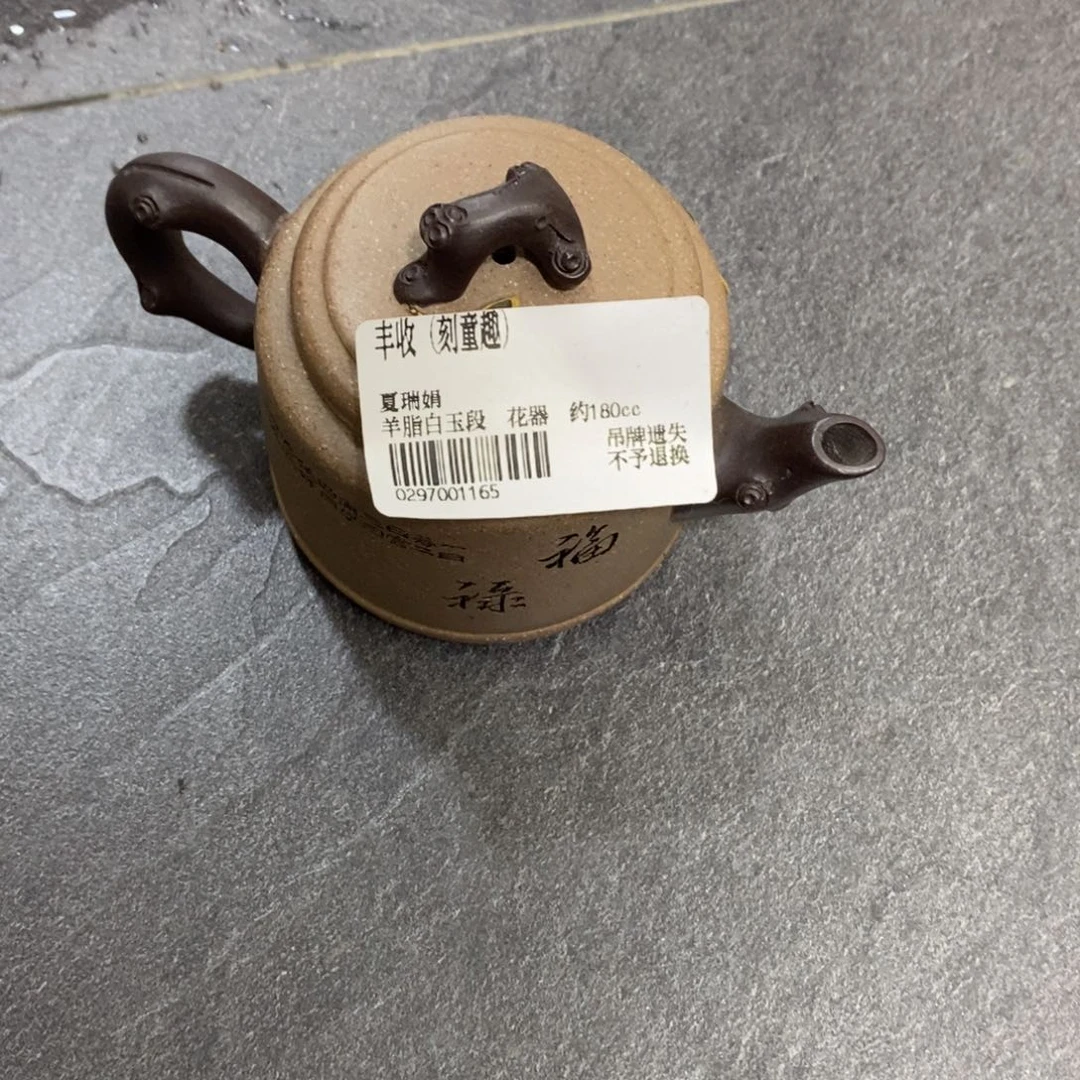 丰收（刻童趣）
夏瑞娟
羊脂白玉段 花器 约180cc
吊牌遗失
不予退换
0297001165
福
禄